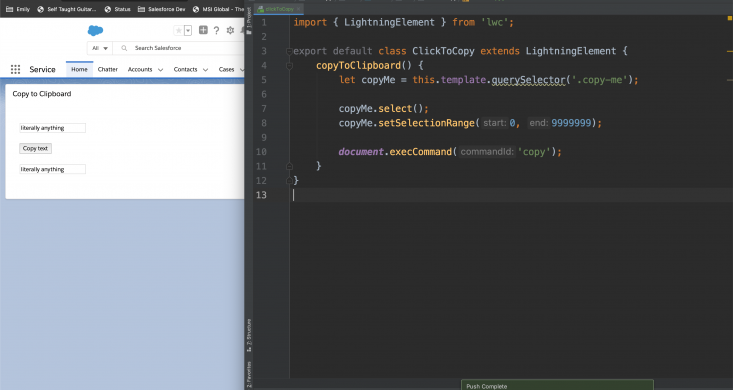 Emily
Self Taught Guitar...
Status
Salesforce Dev
MSI Global - The
All
Search Salesforce
Service
Home
Chatter
Accounts
Contacts
Cases
Copy to Clipboard
literally anything
Copy text
literally anything
1: Project
clickToCopy
1 import { LightningElement } from 'lwc';
2
3 export default class ClickToCopy extends LightningElement {
4 copyToClipboard() {
5 let copyMe = this.template.querySelector('.copy-me');
6
7 copyMe.select();
8 copyMe.setSelectionRange( start: 0, end: 9999999);
9
10 document.execCommand( commandId: 'copy');
11 }
12 }
13
7: Structure
2: Favorites
Push Complete